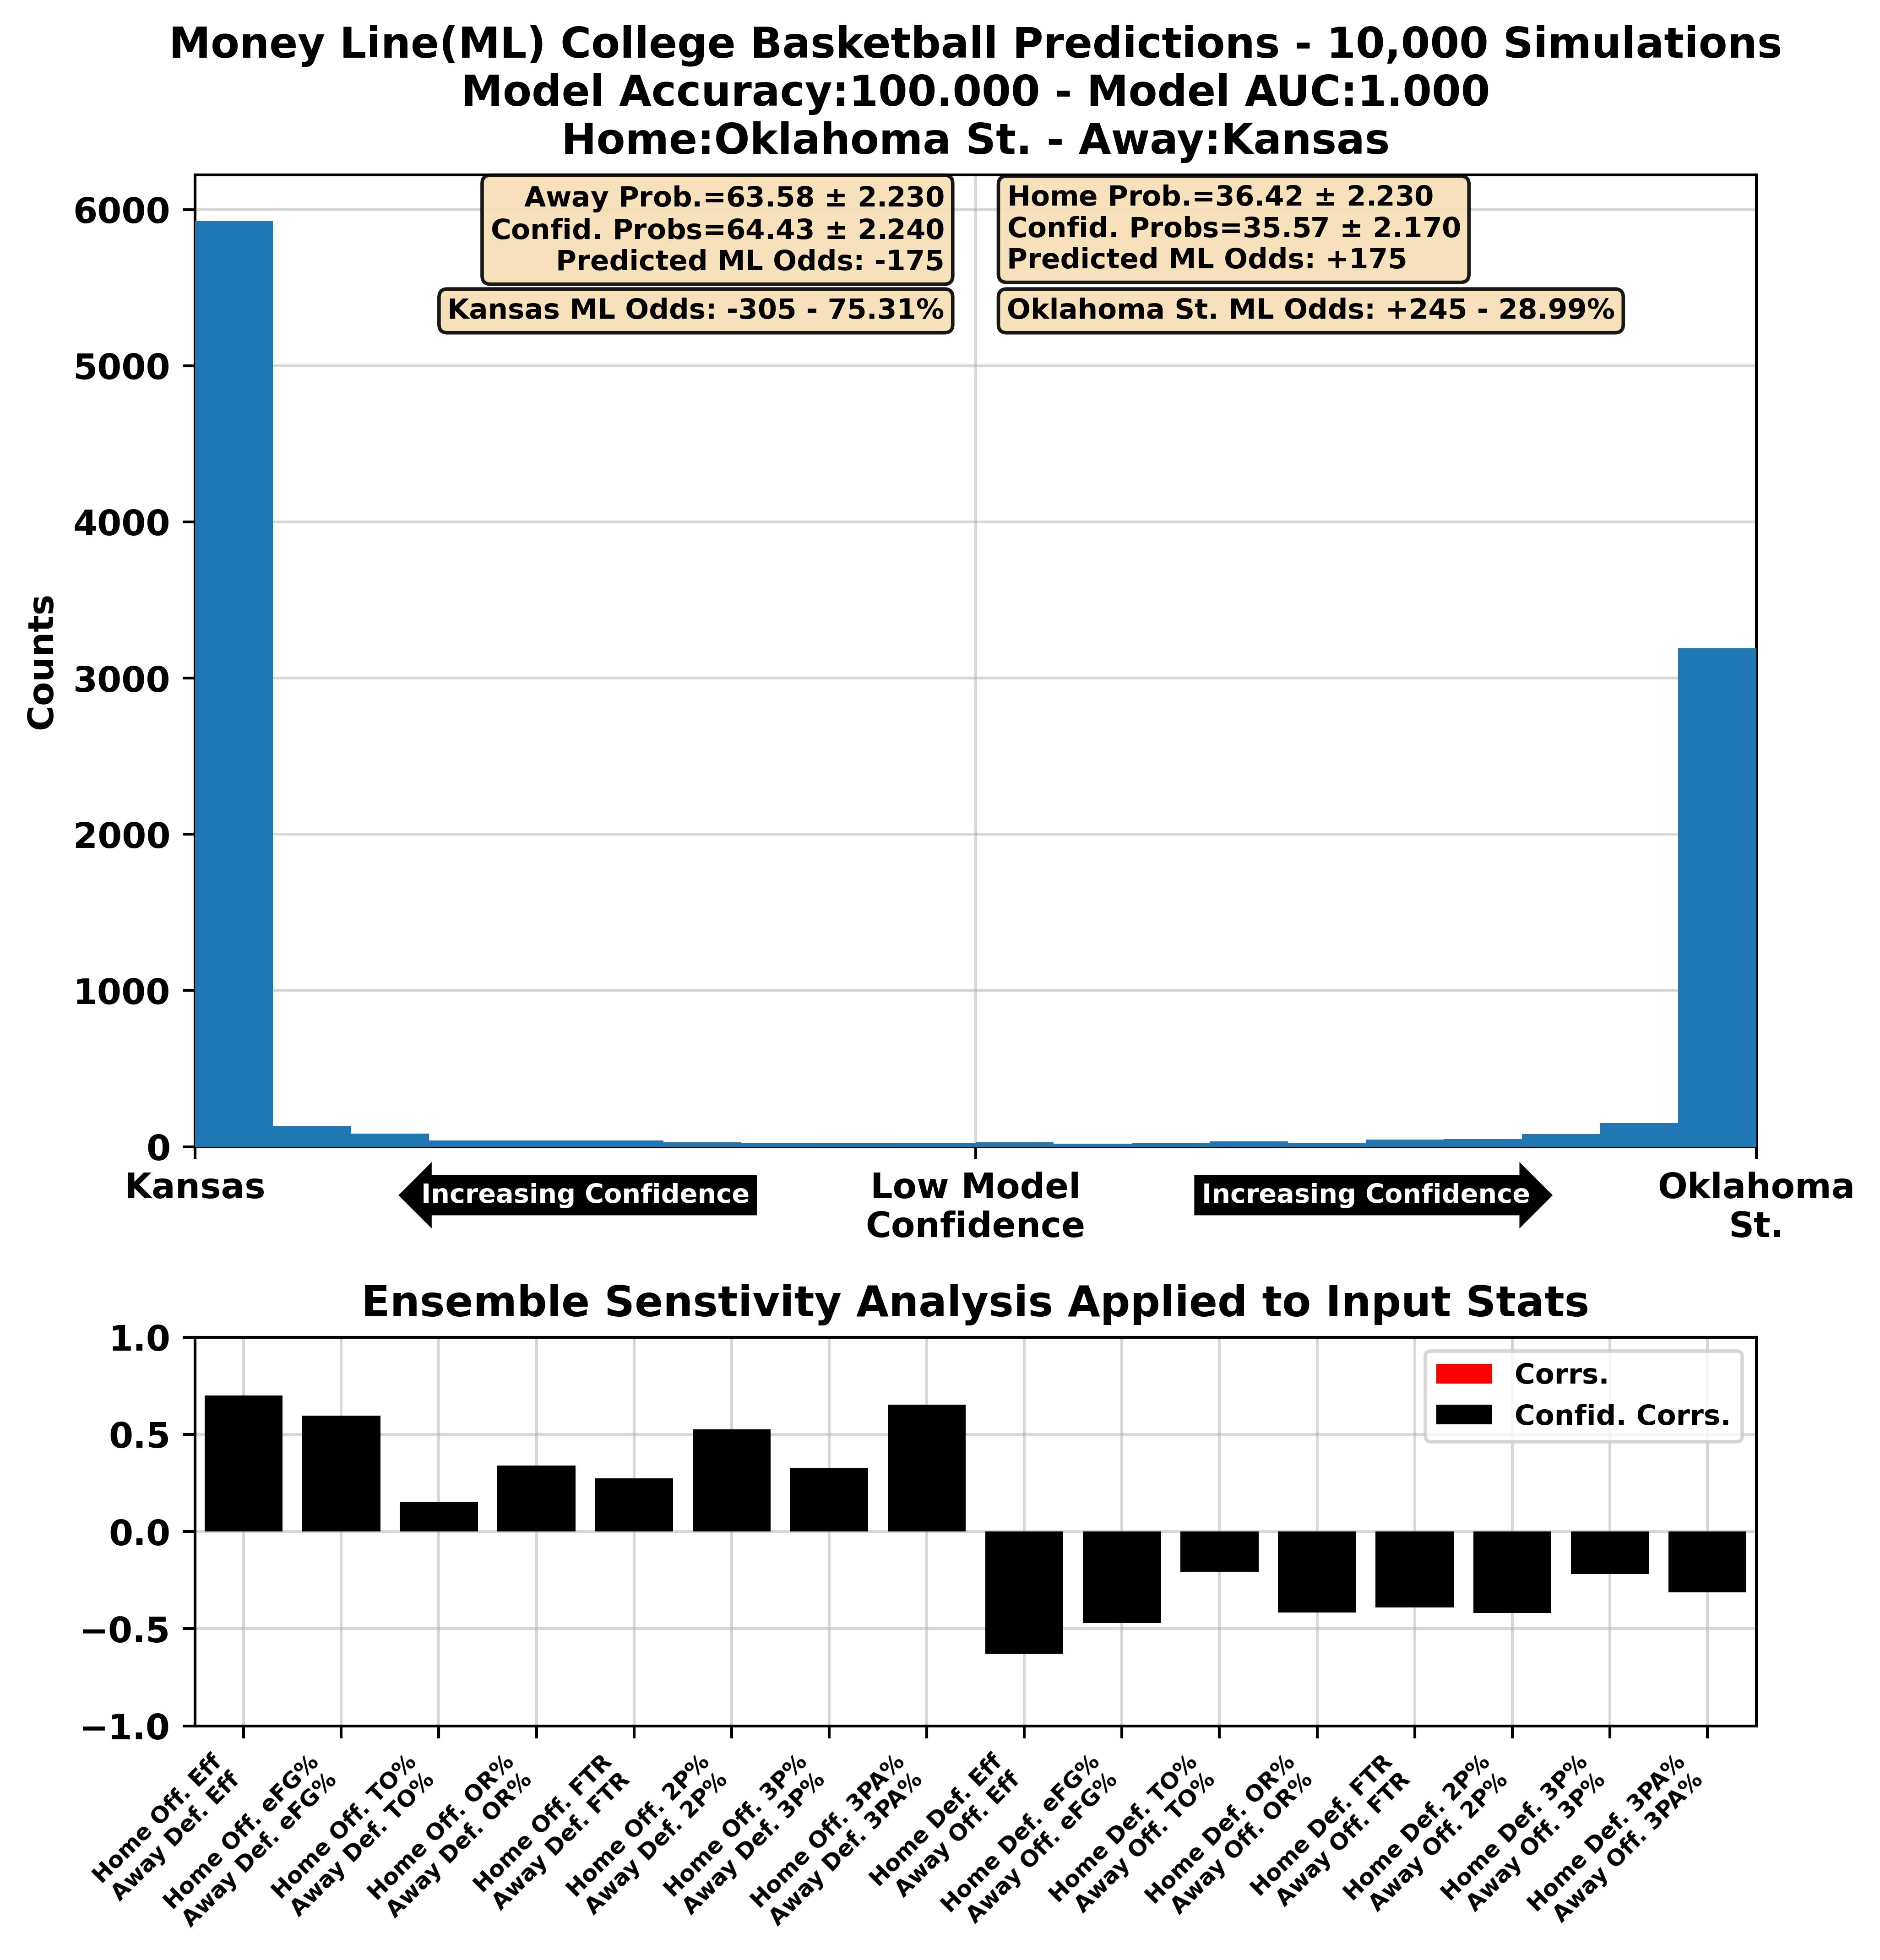 Money Line(ML) College Basketball Predictions - 10,000 Simulations
Model Accuracy:100.000 - Model AUC:1.000
Home:Oklahoma St. - Away:Kansas
Away Prob.=63.58 ± 2.230
Confid. Probs=64.43 ± 2.240
Predicted ML Odds: -175
Kansas ML Odds: -305 - 75.31%
Home Prob.=36.42 ± 2.230
Confid. Probs=35.57 ± 2.170
Predicted ML Odds: +175
Oklahoma St. ML Odds: +245 - 28.99%
Counts
6000
5000
4000
3000
2000
1000
0
Kansas
Increasing Confidence
Low Model
Confidence
Increasing Confidence
Oklahoma
St.
Ensemble Senstivity Analysis Applied to Input Stats
1.0
0.5
0.0
−0.5
−1.0
Corrs.
Confid. Corrs.
Home Off. Eff
Away Def. Eff
Home Off. eFG%
Away Def. eFG%
Home Off. TO%
Away Def. TO%
Home Off. OR%
Away Def. OR%
Home Off. FTR
Away Def. FTR
Home Off. 2P%
Away Def. 2P%
Home Off. 3P%
Away Def. 3P%
Home Off. 3PA%
Away Def. 3PA%
Home Def. Eff
Away Off. Eff
Home Def. eFG%
Away Off. eFG%
Home Def. TO%
Away Off. TO%
Home Def. OR%
Away Off. OR%
Home Def. FTR
Away Off. FTR
Home Def. 2P%
Away Off. 2P%
Home Def. 3P%
Away Off. 3P%
Home Def. 3PA%
Away Off. 3PA%